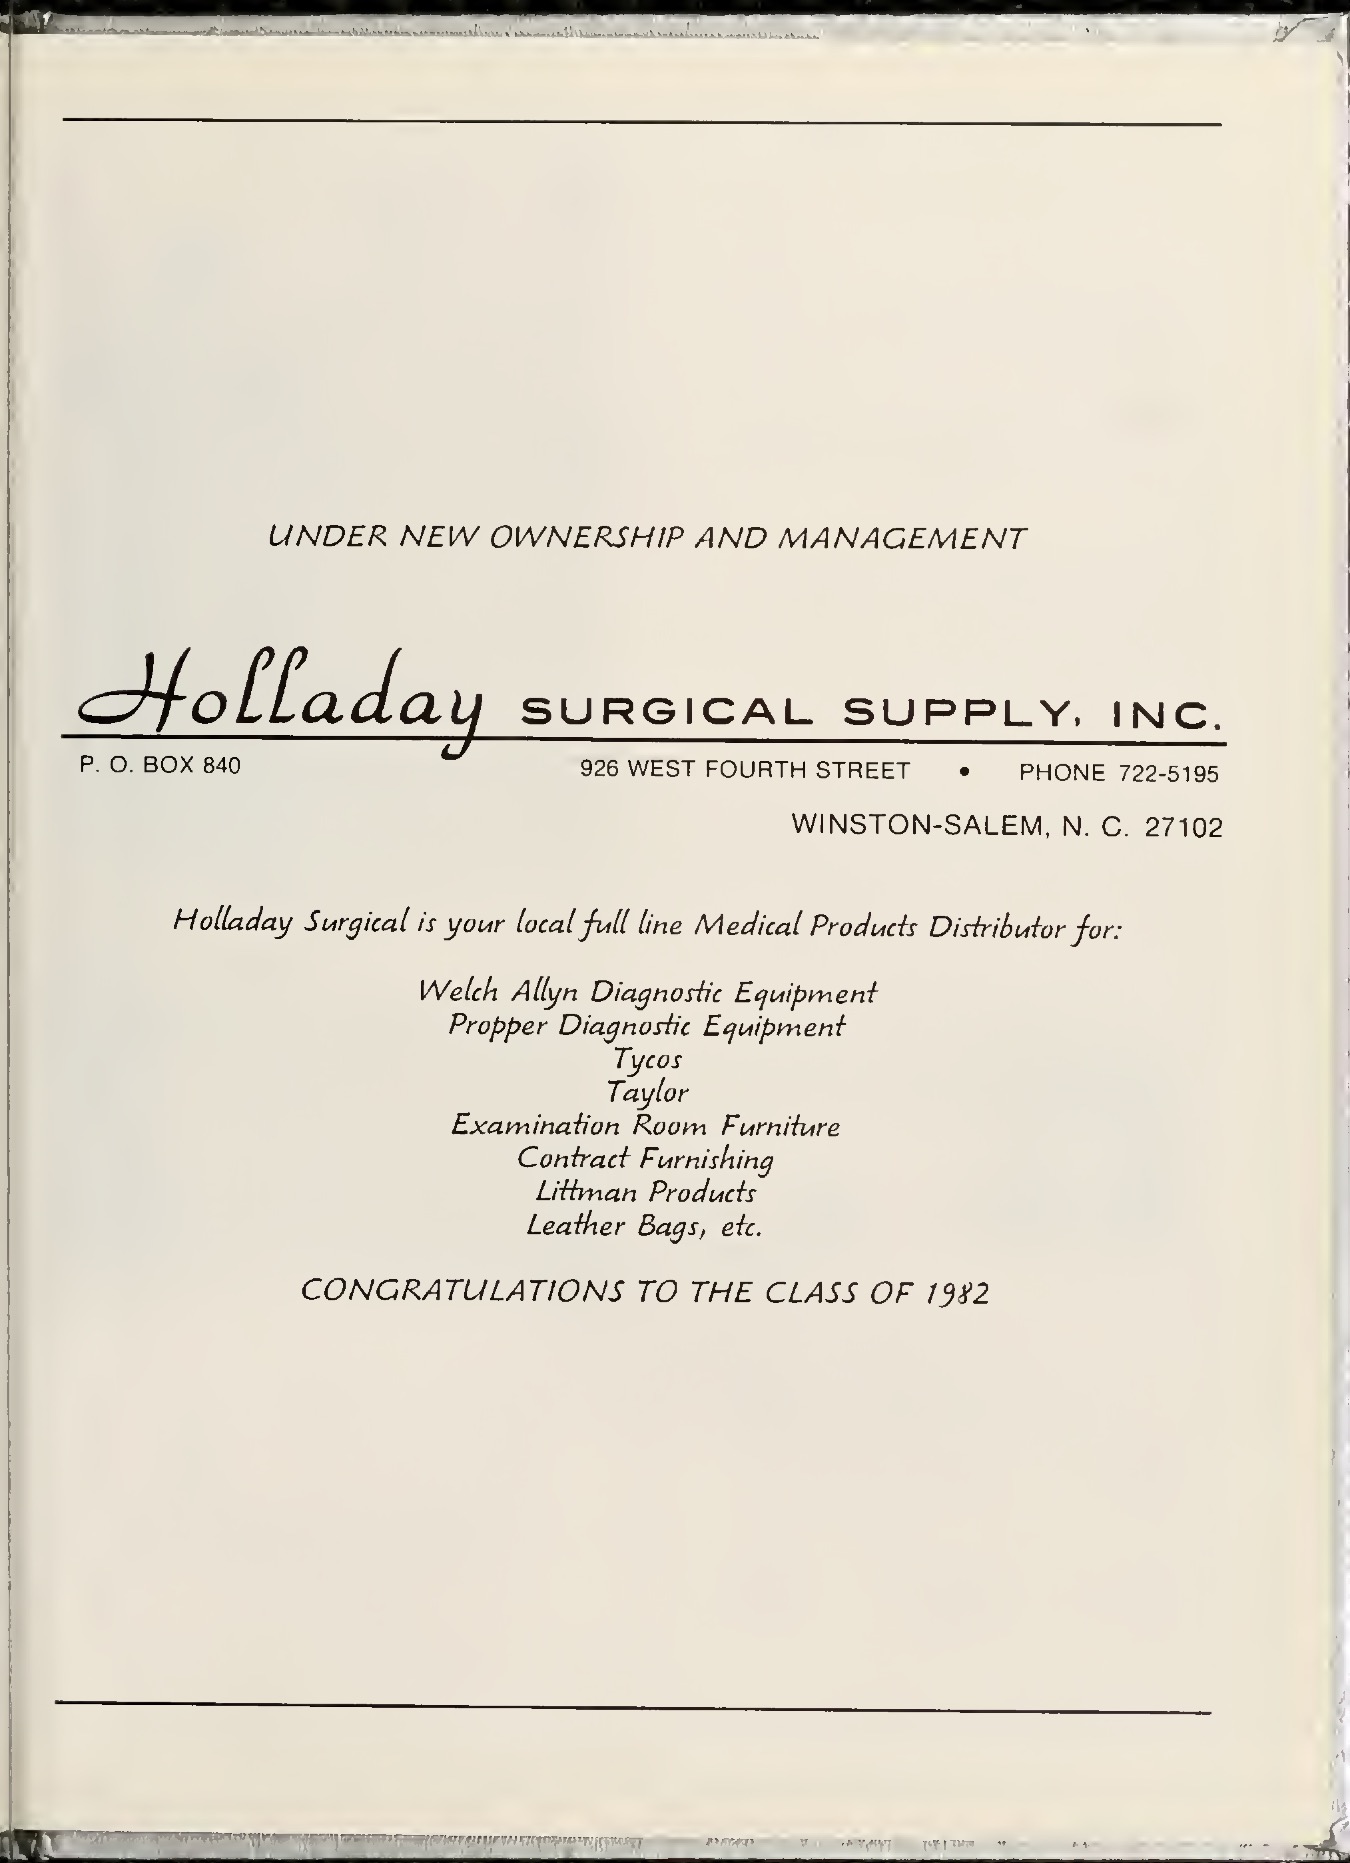 UNDER NEW OWNERSHIP AND MANAGEMENT
Holladay SURGICAL SUPPLY, INC.
P. O. BOX 840 926 WEST FOURTH STREET • PHONE 722-5195
WINSTON-SALEM, N. C. 27102
Holladay Surgical is your local full line Medical Products Distributor for:
Welch Allyn Diagnostic Equipment
Propper Diagnostic Equipment
Tycos
Taylor
Examination Room Furniture
Contract Furnishing
Littman Products
Leather Bags, etc.
CONGRATULATIONS TO THE CLASS OF 1982